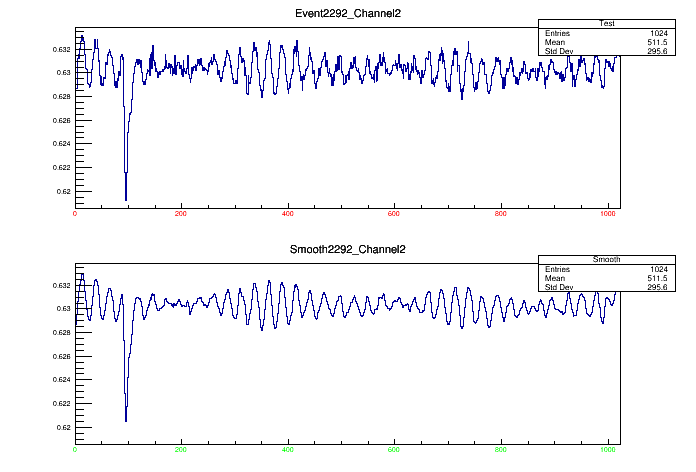 Event2292_Channel2
Test
Entries 1024
Mean 511.5
Std Dev 295.6
0.632
0.63
0.628
0.626
0.624
0.622
0.62
0 200 400 600 800 1000
Smooth2292_Channel2
Smooth
Entries 1024
Mean 511.5
Std Dev 295.6
0.632
0.63
0.628
0.626
0.624
0.622
0.62
0 200 400 600 800 1000